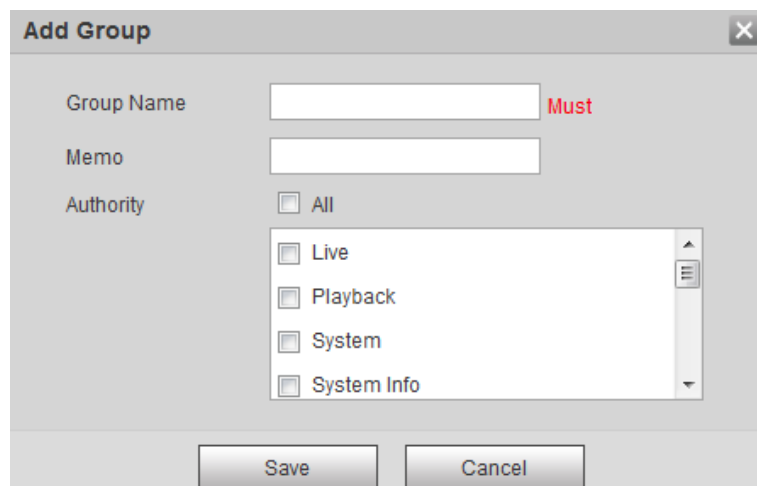 Add Group
Group Name Must
Memo
Authority All
Live
Playback
System
System Info
Save Cancel